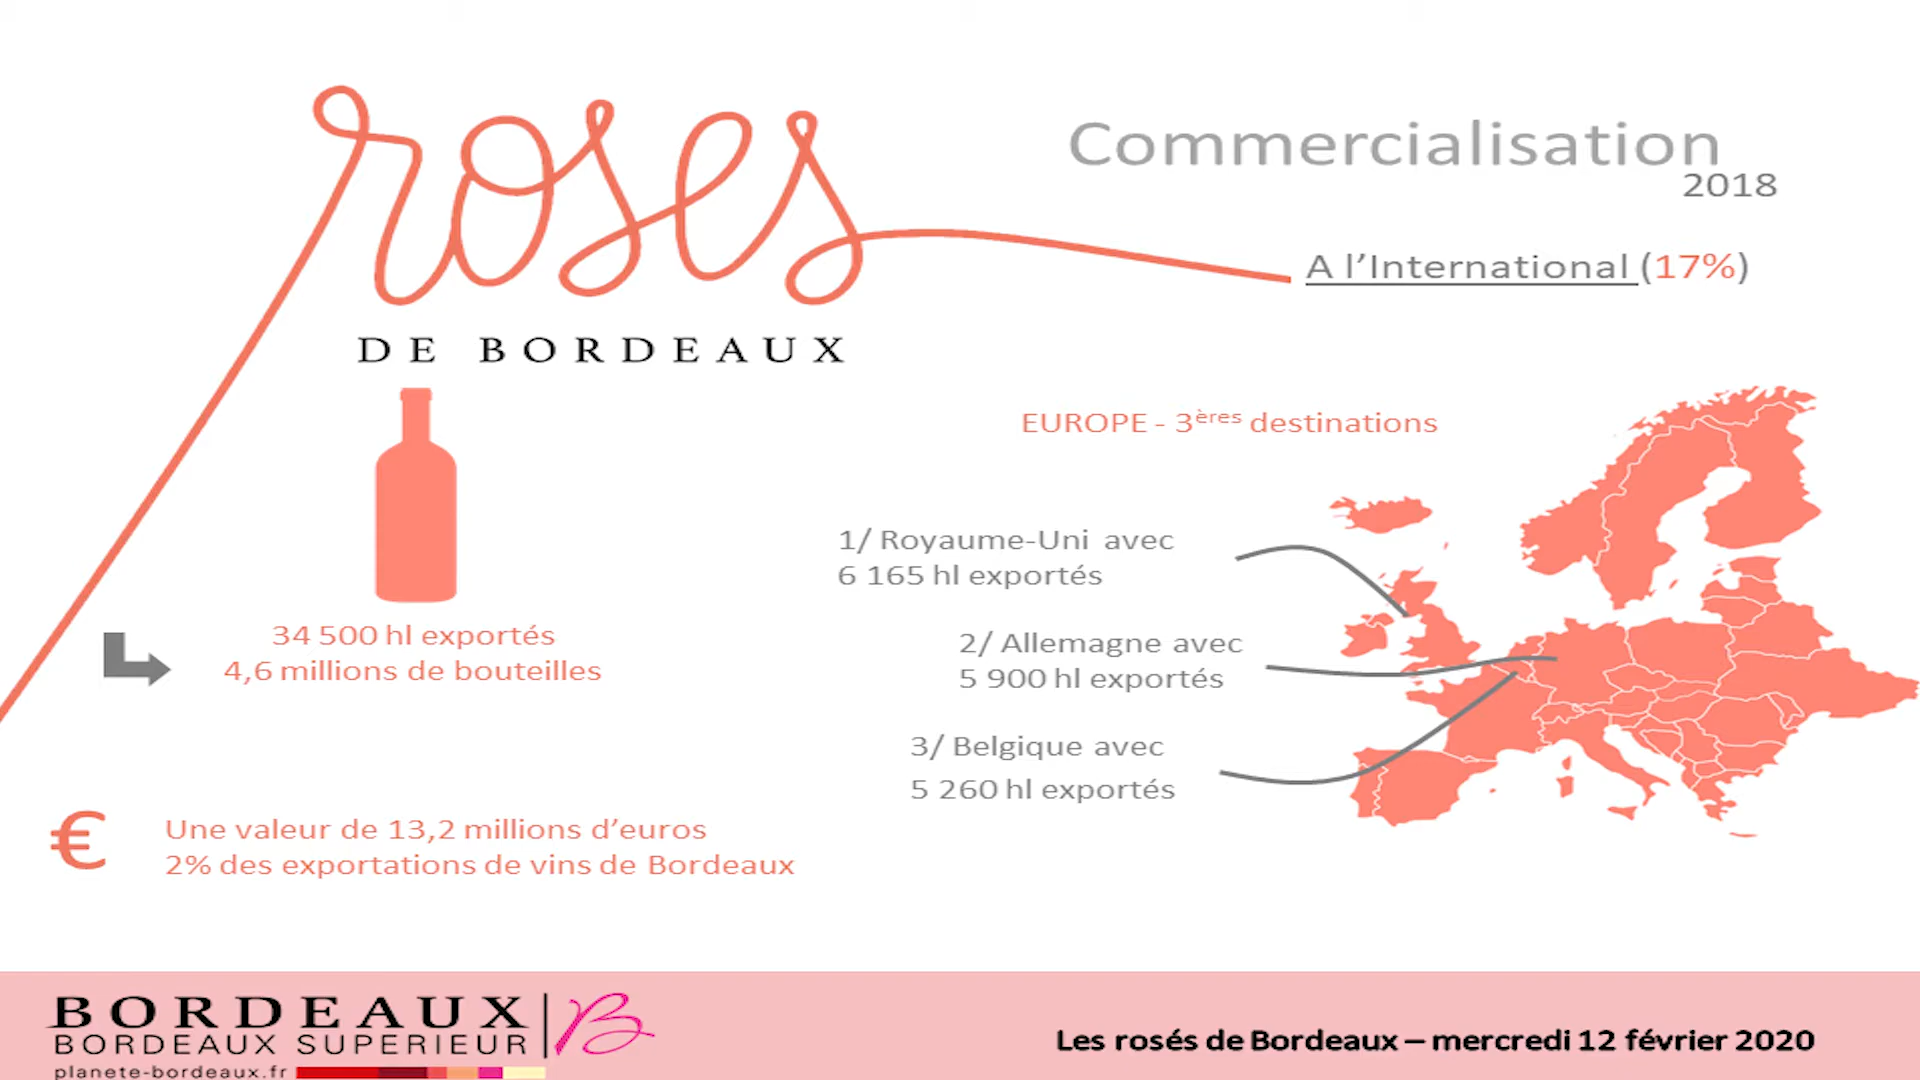 roses
DE BORDEAUX
Commercialisation
2018
A l’International (17%)
34 500 hl exportés
4,6 millions de bouteilles
€
Une valeur de 13,2 millions d’euros
2% des exportations de vins de Bordeaux
EUROPE - 3ères destinations
1/ Royaume-Uni avec
6 165 hl exportés
2/ Allemagne avec
5 900 hl exportés
3/ Belgique avec
5 260 hl exportés
BORDEAUX B
BORDEAUX SUPERIEUR
planete-bordeaux.fr
Les rosés de Bordeaux – mercredi 12 février 2020